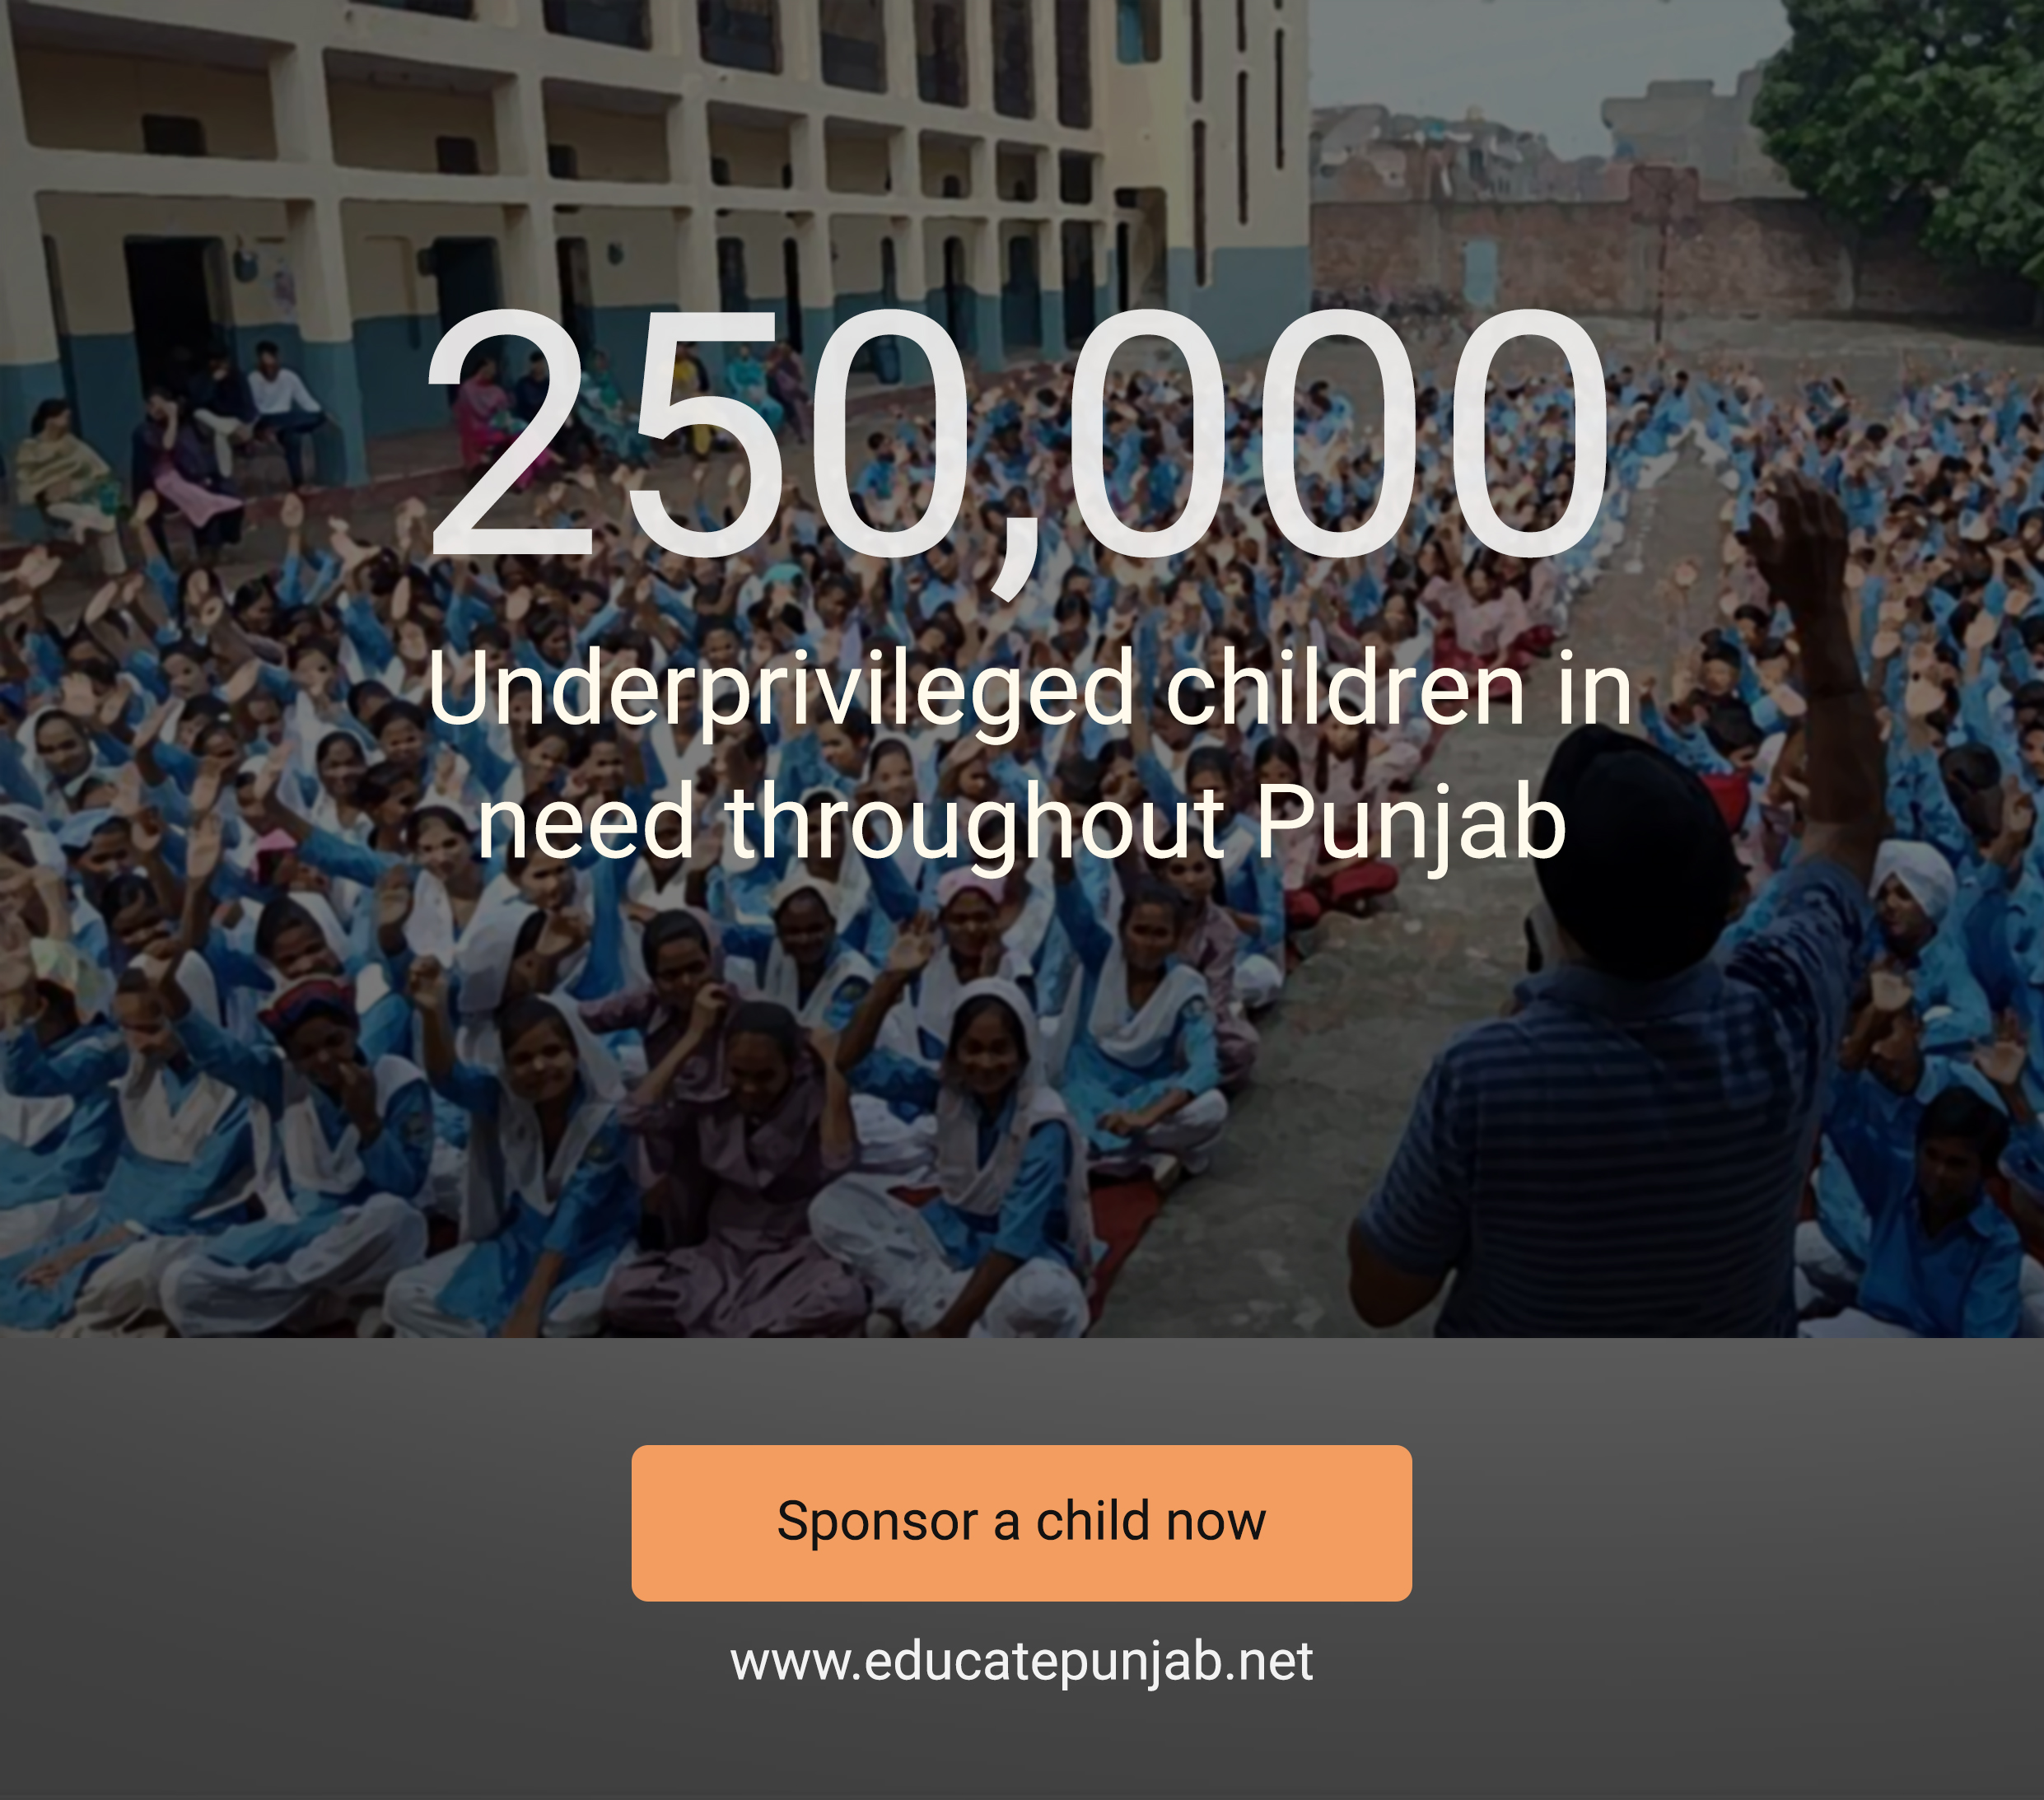 250,000
Underprivileged children in
need throughout Punjab
Sponsor a child now
www.educatepunjab.net